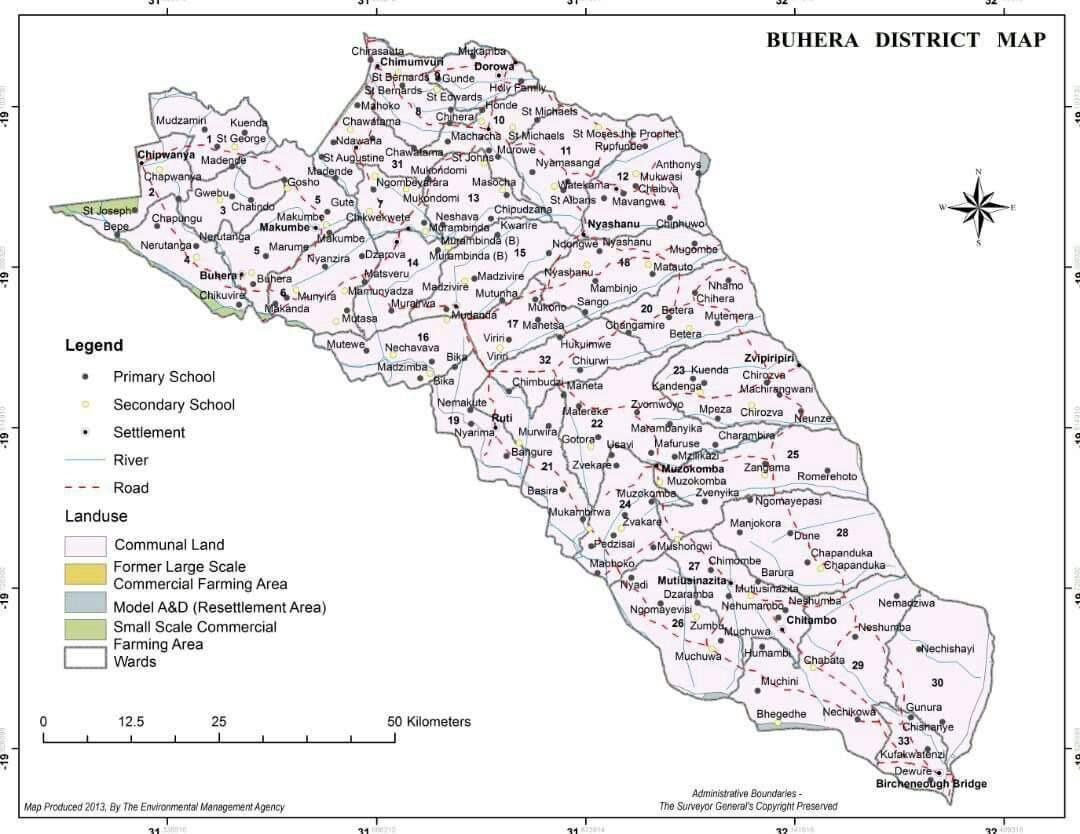 BUHERA DISTRICT MAP
Chirasauta
Mukamba
Chimumvuri
Dorowa
St Bernards
9
Gunde
St Bernards
Holy Family
St Edwards
Mahoko
8
Honde
Chihera
10
St Michaels
Mudzamiri
Kuenda
Chawatama
Machacha
St Michaels
St Moses the Prophet
1
St George
Ndawana
Rupfunde
Murowe
11
Chipwanya
Madende
St Augustine
Chawatama
St Johns
Nyamasanga
Anthonys
31
Madende
Mukondomi
12
Mukwasi
Chapwanya
Gosho
Ngombeyarara
Masocha
Watekama
Chaibva
2
Gwebu
5
Gute
7
Mukondomi
13
St Albans
Mavangwe
St Joseph
3
Chatindo
Chipudzana
Chapungu
Makumbe
Chikwekwete
Neshava
Nyashanu
Chinhuwo
Bepe
Makumbe
Murambinda
Kwarire
Nerutanga
Makumbe
Murambinda (B)
Ndongwe
Nyashanu
Nerutanga
Marume
15
Mugombe
5
Nyanzira
Dzarova
Murambinda (B)
4
14
Nyashanu
48
Matauto
Buhera
Buhera
Matsveru
Madzivire
Mambinjo
Nhamo
Chikuvire
6
Munyira
Mamunyadza
Madzivire
Mutunha
Chihera
Makanda
Muraiiwa
Mukono
Sango
20
Betera
Mutasa
Mudanda
17
Manetsa
Changamire
Mutemera
16
Viriri
Betera
Mutewe
Nechavava
Hukuimwe
Bika
Viriri
32
Chiurwi
Zvipiripiri
Madzimba
23
Kuenda
Bika
Chimbudzi
Maneta
Kandenga
Chirozva
Machirangwani
Nemakute
Matereke
Zvomwoyo
Mpeza
Chirozva
19
Ruti
22
Neunze
Nyarima
Murwira
Marambanyika
Gotora
Usavi
Mafuruse
Charambira
Bangure
Mzilikazi
25
21
Zvekare
Muzokomba
Zangama
Muzokomba
Romerehoto
Basira
Muzokomba
Zvenyika
24
Ngomayepasi
Mukambirwa
Zvakare
Manjokora
28
Dune
Pedzisai
Mushongwi
Chapanduka
Machoko
Chimombe
Chapanduka
27
Barura
Nyadi
Mutiusinazita
Dzaramba
Mutiusinazita
Nemadziwa
Ngomayevisi
Nehumambo
Neshumba
26
Zumbu
Chitombo
Muchuwa
Neshumba
Humambi
Nechishayi
Muchuwa
Chabata
29
Muchini
30
Gunura
Bhegedhe
Nechikowa
Chisnanye
33
Kufakwatenzi
Dewure
Bircheneough Bridge
N
W
E
S
Legend
Primary School
Secondary School
Settlement
River
Road
Landuse
Communal Land
Former Large Scale
Commercial Farming Area
Model A&D (Resettlement Area)
Small Scale Commercial
Farming Area
Wards
0 12.5 25 50 Kilometers
Map Produced 2013, By The Environmental Management Agency
Administrative Boundaries -
The Surveyor General's Copyright Preserved